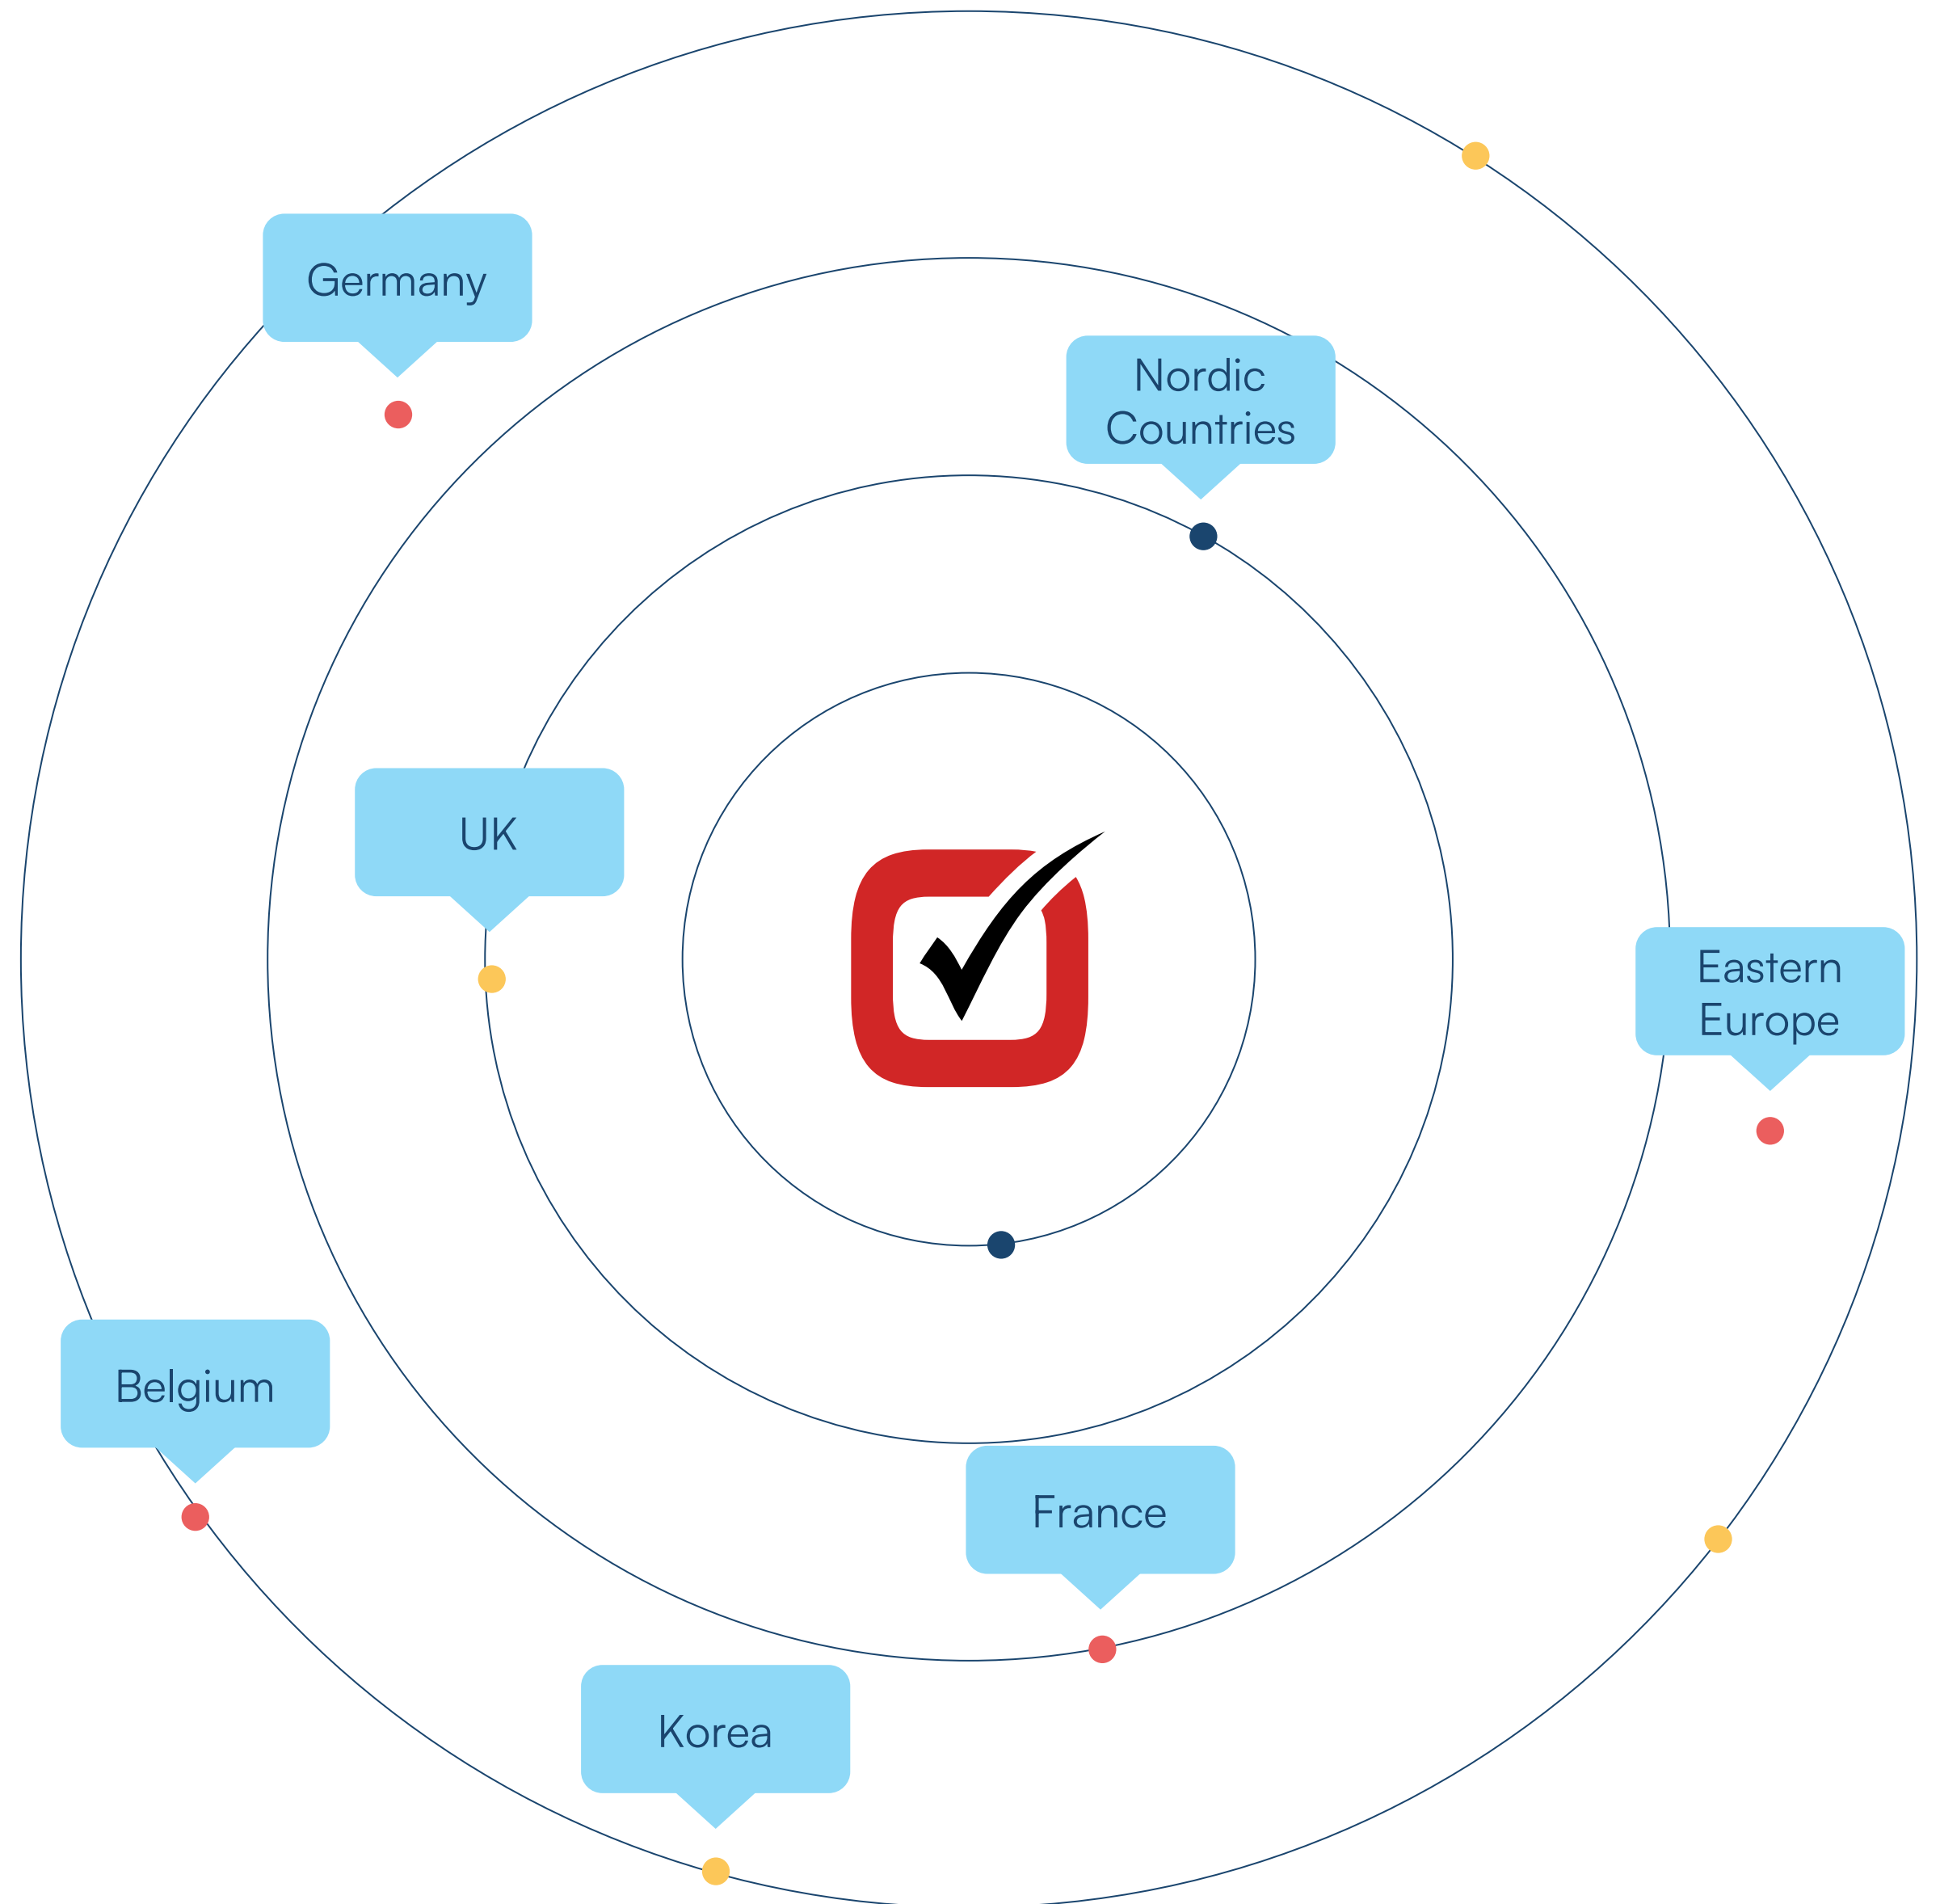 Germany
Nordic
Countries
UK
Eastern
Europe
Belgium
France
Korea